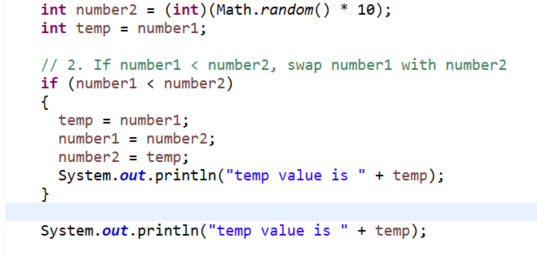 int number2 = (int)(Math.random() * 10);
int temp = number1;
// 2. If number1 < number2, swap number1 with number2
if (number1 < number2)
{
temp = number1;
number1 = number2;
number2 = temp;
System.out.println("temp value is " + temp);
}
System.out.println("temp value is " + temp);